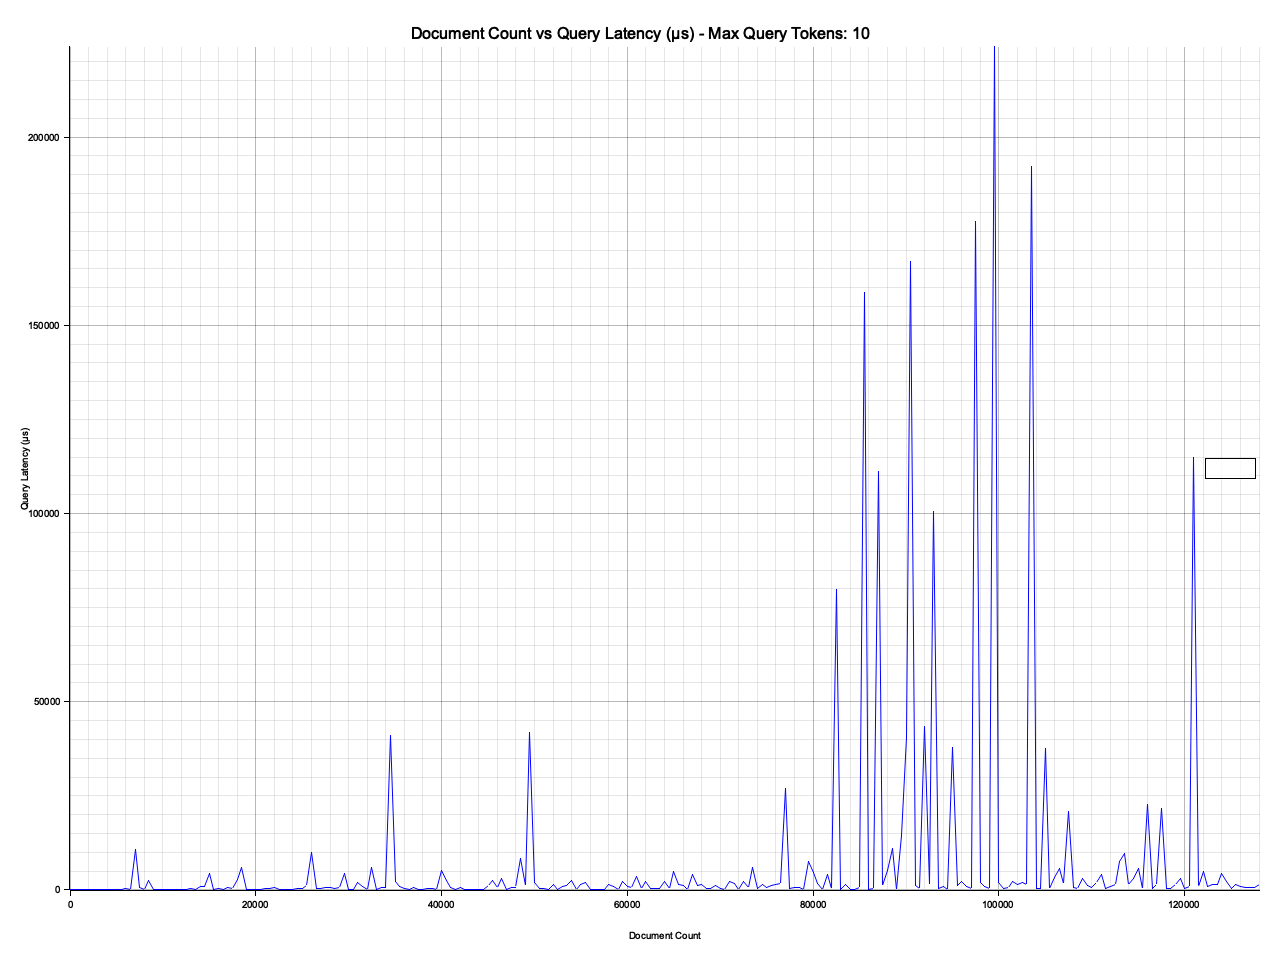 Document Count vs Query Latency (µs) - Max Query Tokens: 10
200000
150000
Query Latency (µs)
100000
50000
0
0 20000 40000 60000 80000 100000 120000
Document Count